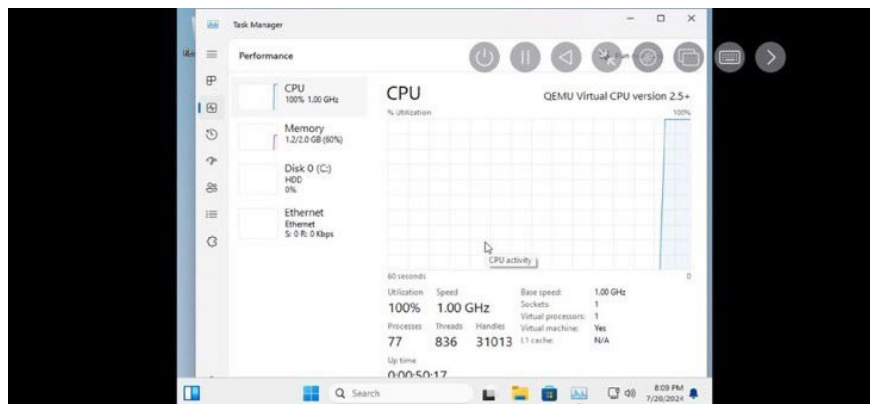 Task Manager
Performance
CPU
100% 1.00 GHz
Memory
1.2/2.0 GB (60%)
Disk 0 (C:)
HDD
0%
Ethernet
Ethernet
S: 0 R: 0 Kbps
CPU
QEMU Virtual CPU version 2.5+
% Utilization
100%
CPU activity
60 seconds
0
Utilization
Speed
100%
1.00 GHz
Processes
Threads
Handles
77
836
31013
Base speed:
1.00 GHz
Sockets:
1
Virtual processors:
1
Virtual machine:
Yes
L1 cache:
N/A
Up time
0:00:50:17
Search
8:09 PM
7/20/2024